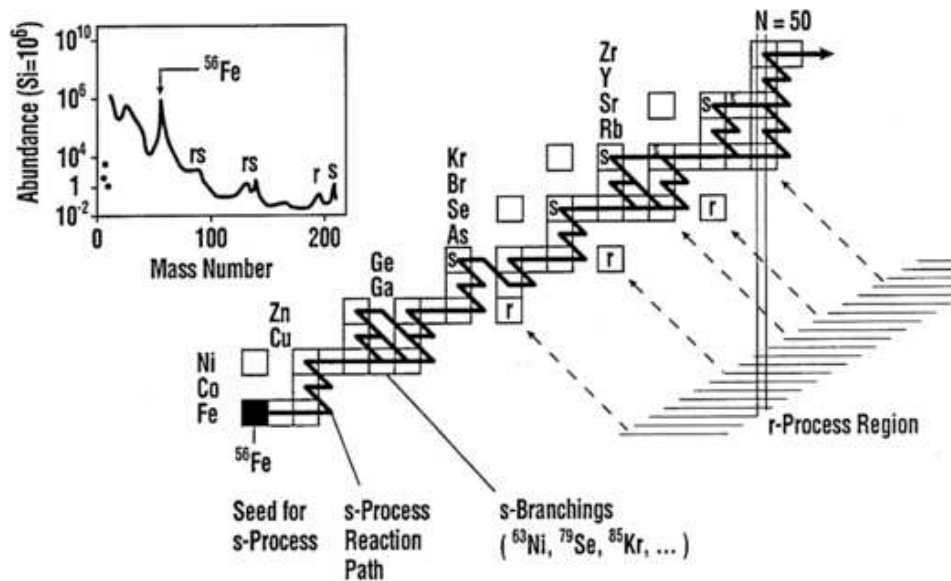 Abundance (Si=10⁶)
10¹⁰
10⁶
10⁴
1
10⁻²
0
100
200
Mass Number
⁵⁶Fe
rs
rs
r
s
N = 50
Zr
Y
Sr
Rb
Kr
Br
Se
As
Ge
Ga
Zn
Cu
Ni
Co
Fe
s
s
s
s
r
r
r
⁵⁶Fe
r-Process Region
Seed for
s-Process
s-Process
Reaction
Path
s-Branchings
( ⁶³Ni, ⁷⁹Se, ⁸⁵Kr, ... )